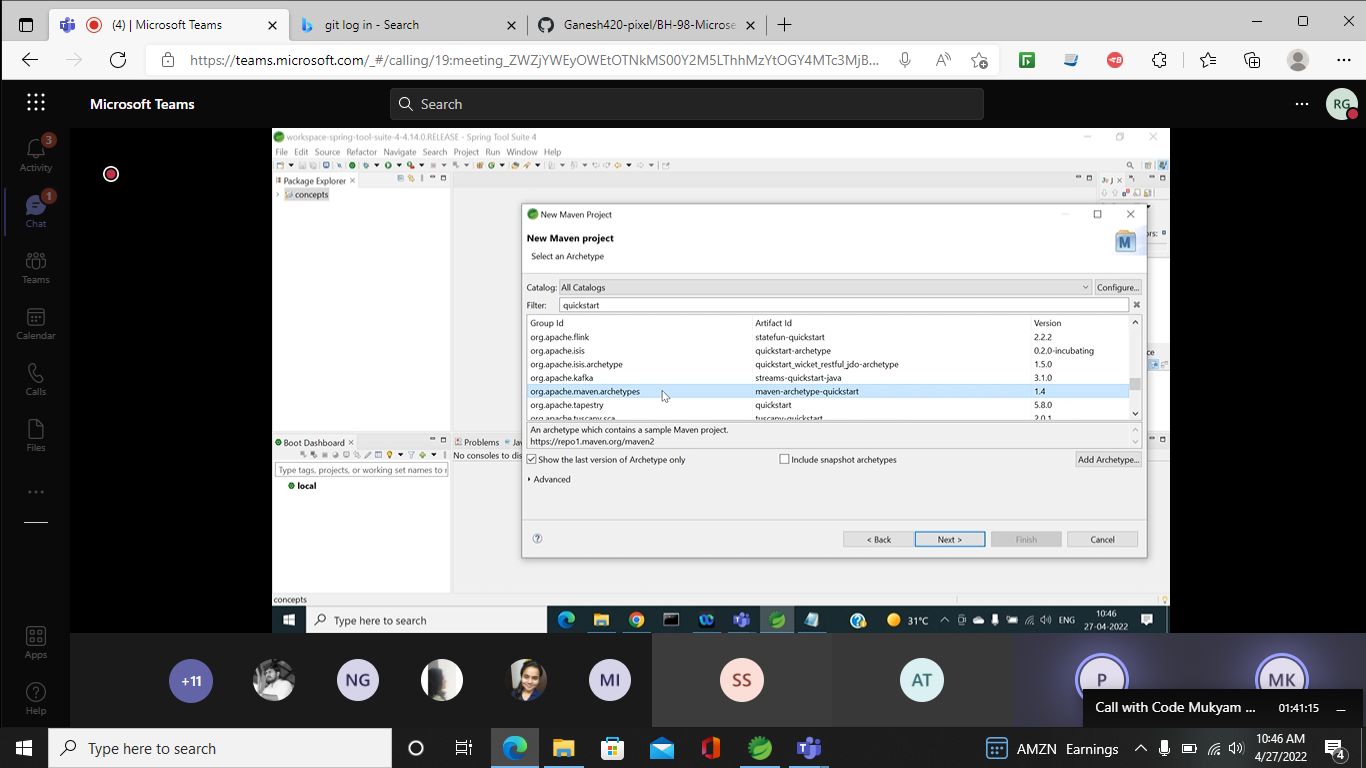 (4) | Microsoft Teams
git log in - Search
Ganesh420-pixel/BH-98-Microse
https://teams.microsoft.com/_#/calling/19:meeting_ZWZjYWEyOWEtOTNkMS00Y2M5LThhMzYtOGY4MTc3MjB...
Microsoft Teams
Search
RG
3
Activity
1
Chat
Teams
Calendar
Calls
Files
Apps
Help
workspace-spring-tool-suite-4-4.14.0.RELEASE - Spring Tool Suite 4
File Edit Source Refactor Navigate Search Project Run Window Help
Package Explorer
concepts
New Maven Project
New Maven project
Select an Archetype
M
Catalog: All Catalogs Configure...
Filter: quickstart
Group Id Artifact Id Version
org.apache.flink statefun-quickstart 2.2.2
org.apache.isis quickstart-archetype 0.2.0-incubating
org.apache.isis.archetype quickstart_wicket_restful_jdo-archetype 1.5.0
org.apache.kafka streams-quickstart-java 3.1.0
org.apache.maven.archetypes maven-archetype-quickstart 1.4
org.apache.tapestry quickstart 5.8.0
org.apache.tuscany.sca tuscany-quickstart 2.0.1
An archetype which contains a sample Maven project.
https://repo1.maven.org/maven2
Show the last version of Archetype only Include snapshot archetypes Add Archetype...
Advanced
< Back Next > Finish Cancel
Boot Dashboard
Problems
Type tags, projects, or working set names to
No consoles to dis
local
concepts
Type here to search
31°C
ENG
10:46
27-04-2022
+11
NG
MI
SS
AT
P
MK
Call with Code Mukyam ... 01:41:15
Type here to search
AMZN Earnings
10:46 AM
4/27/2022
4